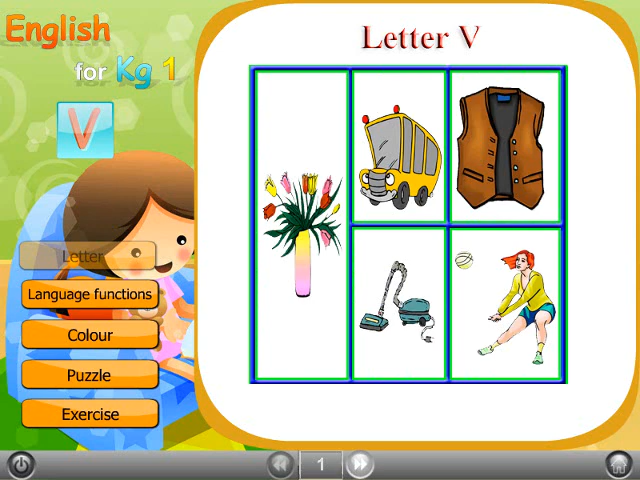 English
for Kg 1
V
Letter
Language functions
Colour
Puzzle
Exercise
Letter V
1